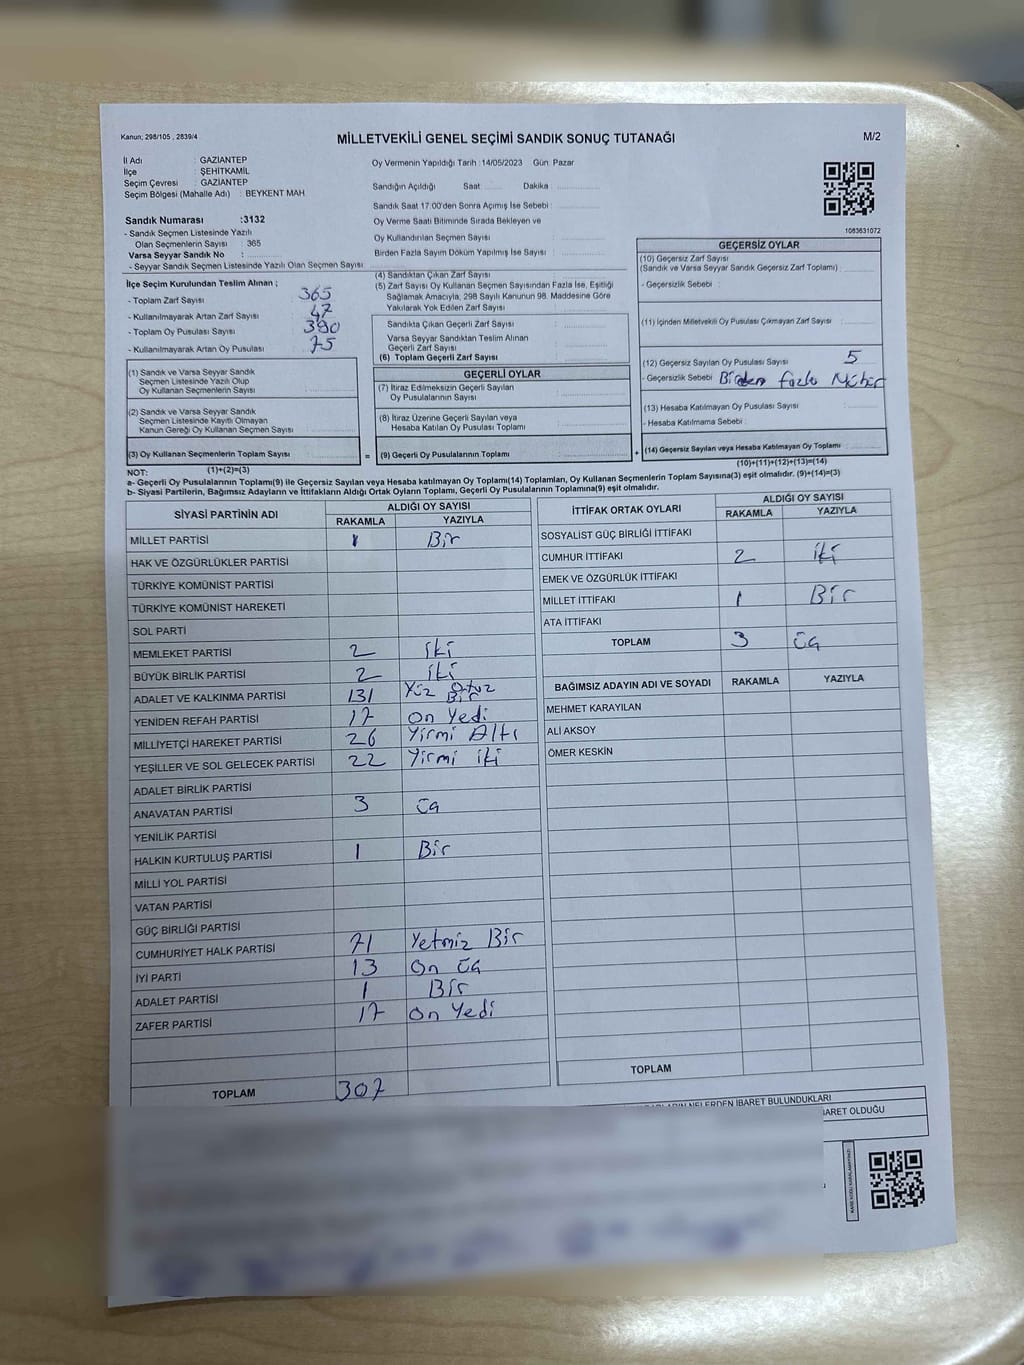 Kanun; 298/105 , 2839/4
MİLLETVEKİLİ GENEL SEÇİMİ SANDIK SONUÇ TUTANAĞI
M/2
İl Adı : GAZİANTEP
İlçe : ŞEHİTKAMİL
Seçim Çevresi : GAZİANTEP
Seçim Bölgesi (Mahalle Adı) : BEYKENT MAH
Sandık Numarası :3132
- Sandık Seçmen Listesinde Yazılı
Olan Seçmenlerin Sayısı : 365
Varsa Seyyar Sandık No :
- Seyyar Sandık Seçmen Listesinde Yazılı Olan Seçmen Sayısı
Oy Vermenin Yapıldığı Tarih :14/05/2023 Gün: Pazar
Sandığın Açıldığı Saat Dakika :
Sandık Saat 17:00'den Sonra Açımış İse Sebebi :
Oy Verme Saati Bitiminde Sırada Bekleyen ve
Oy Kullandırılan Seçmen Sayısı :
Birden Fazla Sayım Döküm Yapılmış İse Sayısı :
1083631072
İlçe Seçim Kurulundan Teslim Alınan ;
- Toplam Zarf Sayısı : 365
- Kullanılmayarak Artan Zarf Sayısı : 47
- Toplam Oy Pusulası Sayısı : 390
- Kullanılmayarak Artan Oy Pusulası : 75
(1) Sandık ve Varsa Seyyar Sandık
Seçmen Listesinde Yazılı Olup
Oy Kullanan Seçmenlerin Sayısı :
(2) Sandık ve Varsa Seyyar Sandık
Seçmen Listesinde Kayıtlı Olmayan
Kanun Gereği Oy Kullanan Seçmen Sayısı :
(3) Oy Kullanan Seçmenlerin Toplam Sayısı :
=
(4) Sandıktan Çıkan Zarf Sayısı :
(5) Zarf Sayısı Oy Kullanan Seçmen Sayısından Fazla İse, Eşitliği
Sağlamak Amacıyla, 298 Sayılı Kanunun 98. Maddesine Göre
Yakılarak Yok Edilen Zarf Sayısı :
Sandıkta Çıkan Geçerli Zarf Sayısı :
Varsa Seyyar Sandıktan Teslim Alınan
Geçerli Zarf Sayısı :
(6) Toplam Geçerli Zarf Sayısı :
GEÇERLİ OYLAR
(7) İtiraz Edilmeksizin Geçerli Sayılan
Oy Pusulalarının Sayısı :
(8) İtiraz Üzerine Geçerli Sayılan veya
Hesaba Katılan Oy Pusulası Toplamı :
(9) Geçerli Oy Pusulalarının Toplamı :
+
GEÇERSİZ OYLAR
(10) Geçersiz Zarf Sayısı
(Sandık ve Varsa Seyyar Sandık Geçersiz Zarf Toplamı) :
- Geçersizlik Sebebi :
(11) İçinden Milletvekili Oy Pusulası Çıkmayan Zarf Sayısı :
(12) Geçersiz Sayılan Oy Pusulası Sayısı : 5
- Geçersizlik Sebebi : Birden fazla Mühür
(13) Hesaba Katılmayan Oy Pusulası Sayısı :
- Hesaba Katılmama Sebebi :
(14) Geçersiz Sayılan veya Hesaba Katılmayan Oy Toplamı :
NOT: (1)+(2)=(3)
(10)+(11)+(12)+(13)=(14)
a- Geçerli Oy Pusulalarının Toplamı(9) ile Geçersiz Sayılan veya Hesaba katılmayan Oy Toplamı(14) Toplamları, Oy Kullanan Seçmenlerin Toplam Sayısına(3) eşit olmalıdır. (9)+(14)=(3)
b- Siyasi Partilerin, Bağımsız Adayların ve İttifakların Aldığı Ortak Oyların Toplamı, Geçerli Oy Pusulalarının Toplamına(9) eşit olmalıdır.
SİYASİ PARTİNİN ADI ALDIĞI OY SAYISI
RAKAMLA YAZIYLA
MİLLET PARTİSİ 1 Bir
HAK VE ÖZGÜRLÜKLER PARTİSİ
TÜRKİYE KOMÜNİST PARTİSİ
TÜRKİYE KOMÜNİST HAREKETİ
SOL PARTİ
MEMLEKET PARTİSİ 2 iki
BÜYÜK BİRLİK PARTİSİ 2 iki
ADALET VE KALKINMA PARTİSİ 131 Yüz Otuz Bir
YENİDEN REFAH PARTİSİ 17 On Yedi
MİLLİYETÇİ HAREKET PARTİSİ 26 Yirmi Altı
YEŞİLLER VE SOL GELECEK PARTİSİ 22 Yirmi iki
ADALET BİRLİK PARTİSİ
ANAVATAN PARTİSİ 3 üç
YENİLİK PARTİSİ
HALKIN KURTULUŞ PARTİSİ 1 Bir
MİLLİ YOL PARTİSİ
VATAN PARTİSİ
GÜÇ BİRLİĞİ PARTİSİ
CUMHURİYET HALK PARTİSİ 71 Yetmiz Bir
İYİ PARTİ 13 On üç
ADALET PARTİSİ 1 Bir
ZAFER PARTİSİ 17 On Yedi
TOPLAM 307
İTTİFAK ORTAK OYLARI ALDIĞI OY SAYISI
RAKAMLA YAZIYLA
SOSYALİST GÜÇ BİRLİĞİ İTTİFAKI
CUMHUR İTTİFAKI 2 iki
EMEK VE ÖZGÜRLÜK İTTİFAKI
MİLLET İTTİFAKI 1 Bir
ATA İTTİFAKI
TOPLAM 3 üç
BAĞIMSIZ ADAYIN ADI VE SOYADI RAKAMLA YAZIYLA
MEHMET KARAYILAN
ALİ AKSOY
ÖMER KESKİN
TOPLAM
NELERDEN İBARET BULUNDUKLARI
İBARET OLDUĞU